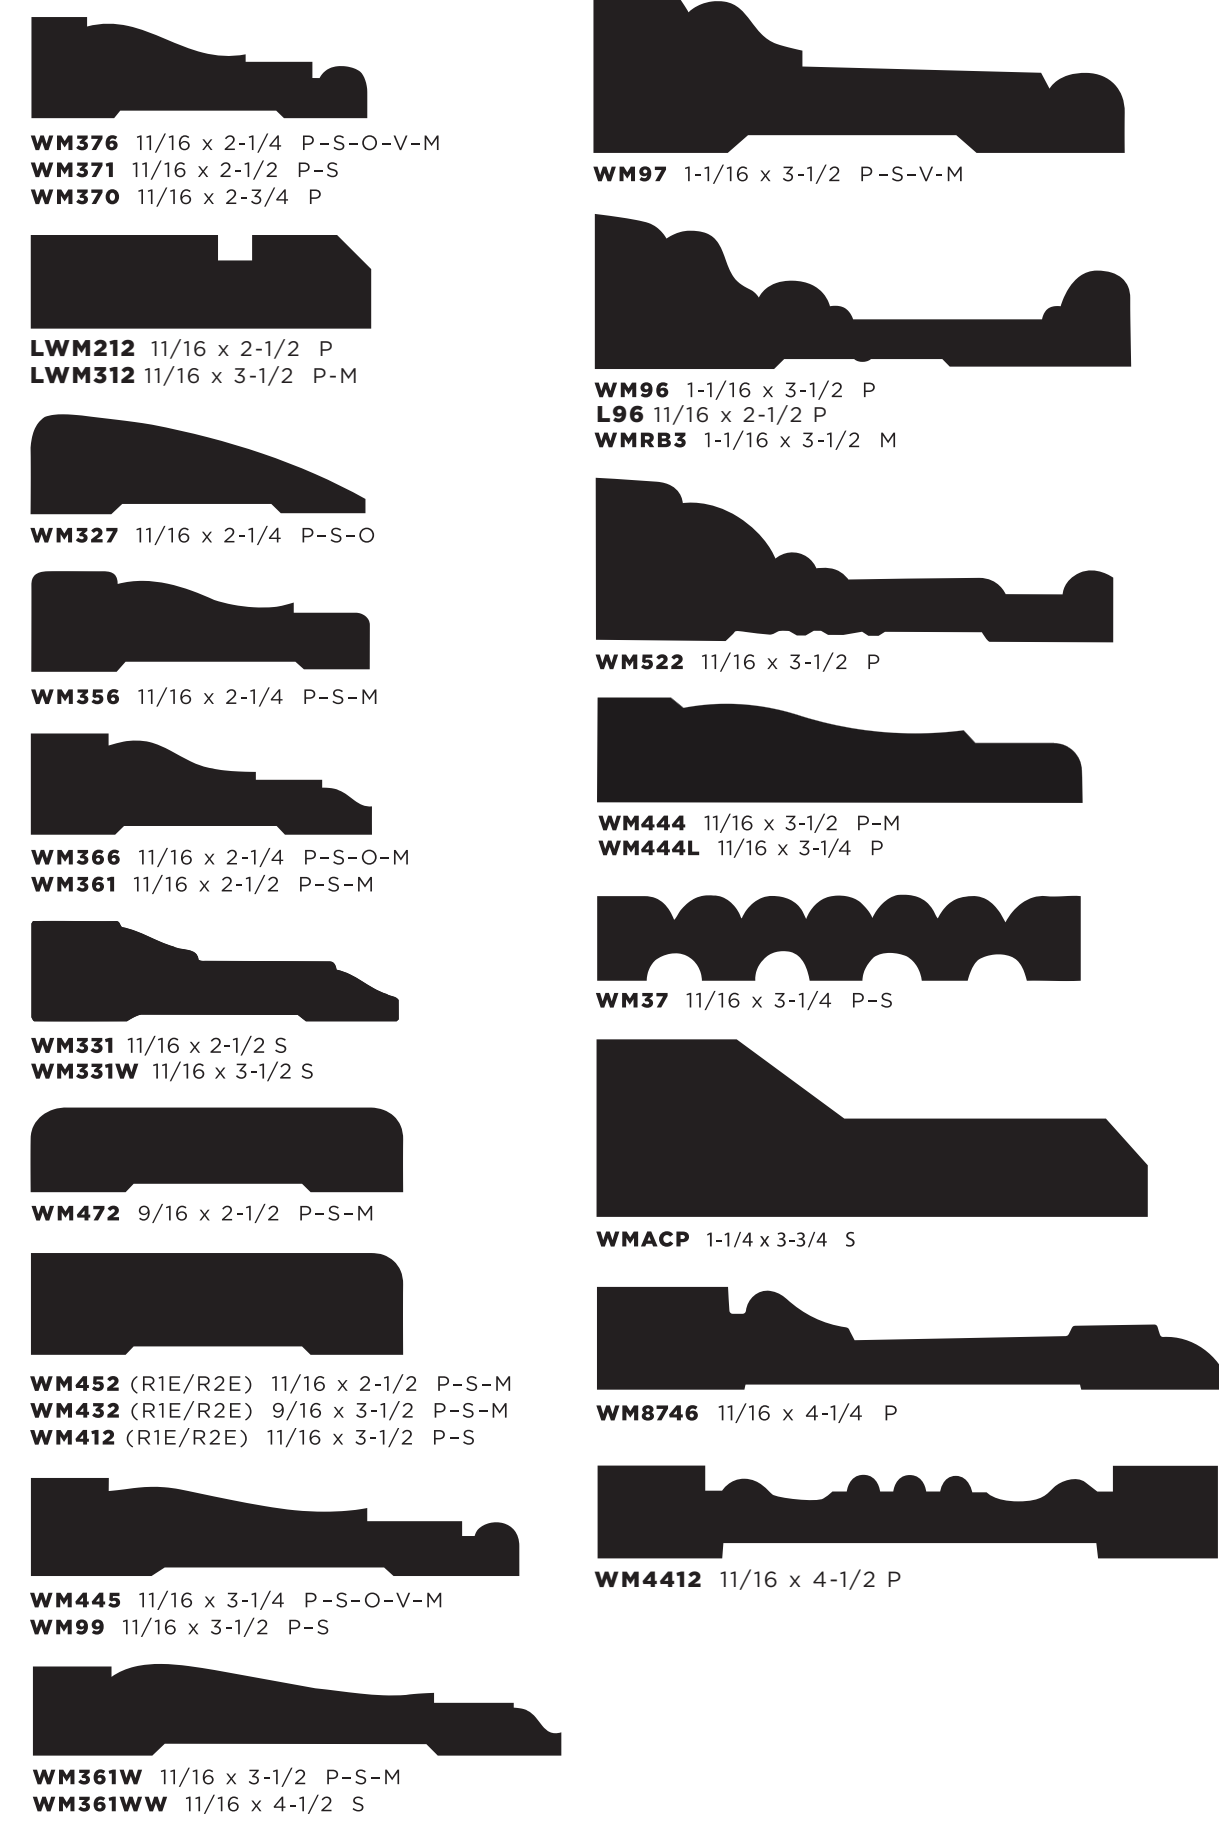 WM376 11/16 x 2-1/4 P–S–O–V–M
WM371 11/16 x 2-1/2 P–S
WM370 11/16 x 2-3/4 P
LWM212 11/16 x 2-1/2 P
LWM312 11/16 x 3-1/2 P-M
WM327 11/16 x 2-1/4 P–S–O
WM356 11/16 x 2-1/4 P–S–M
WM366 11/16 x 2-1/4 P–S–O–M
WM361 11/16 x 2-1/2 P–S–M
WM331 11/16 x 2-1/2 S
WM331W 11/16 x 3-1/2 S
WM472 9/16 x 2-1/2 P–S–M
WM452 (R1E/R2E) 11/16 x 2-1/2 P–S–M
WM432 (R1E/R2E) 9/16 x 3-1/2 P–S–M
WM412 (R1E/R2E) 11/16 x 3-1/2 P–S
WM445 11/16 x 3-1/4 P–S–O–V–M
WM99 11/16 x 3-1/2 P–S
WM361W 11/16 x 3-1/2 P–S–M
WM361WW 11/16 x 4-1/2 S
WM97 1-1/16 x 3-1/2 P–S–V–M
WM96 1-1/16 x 3-1/2 P
L96 11/16 x 2-1/2 P
WMRB3 1-1/16 x 3-1/2 M
WM522 11/16 x 3-1/2 P
WM444 11/16 x 3-1/2 P–M
WM444L 11/16 x 3-1/4 P
WM37 11/16 x 3-1/4 P–S
WMACP 1-1/4 x 3-3/4 S
WM8746 11/16 x 4-1/4 P
WM4412 11/16 x 4-1/2 P